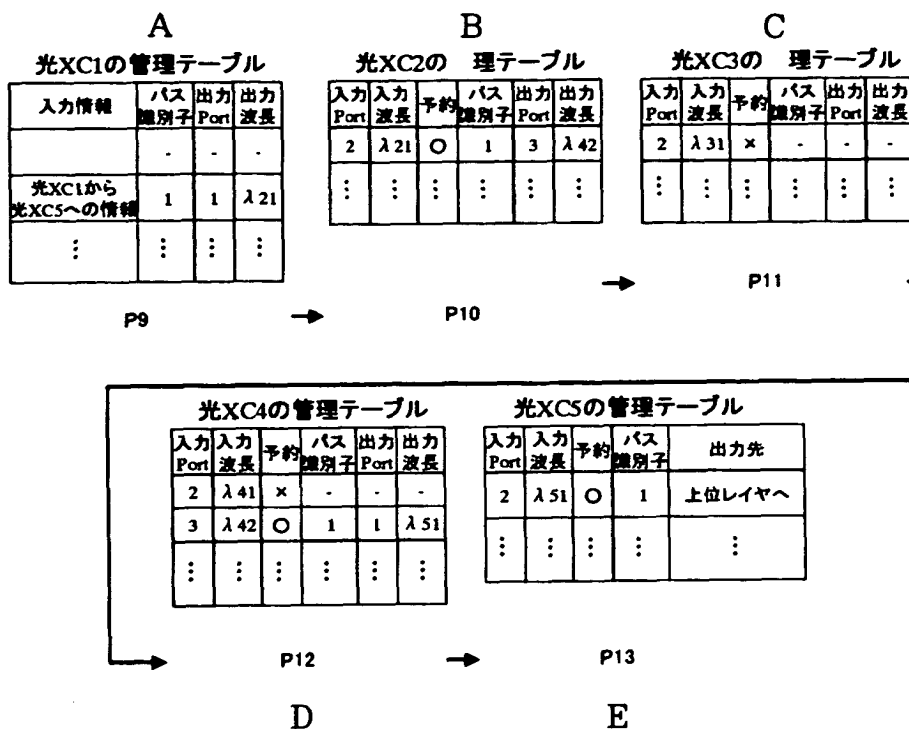 A
光XC1の管理テーブル
入力情報 パス識別子 出力Port 出力波長
- - -
光XC1から光XC5への情報 1 1 λ21
⋮ ⋮ ⋮ ⋮
P9
B
光XC2の 理テーブル
入力Port 入力波長 予約 パス識別子 出力Port 出力波長
2 λ21 ○ 1 3 λ42
⋮ ⋮ ⋮ ⋮ ⋮ ⋮
P10
C
光XC3の 理テーブル
入力Port 入力波長 予約 パス識別子 出力Port 出力波長
2 λ31 × - - -
⋮ ⋮ ⋮ ⋮ ⋮ ⋮
P11
光XC4の管理テーブル
入力Port 入力波長 予約 パス識別子 出力Port 出力波長
2 λ41 × - - -
3 λ42 ○ 1 1 λ51
⋮ ⋮ ⋮ ⋮ ⋮ ⋮
P12
D
光XC5の管理テーブル
入力Port 入力波長 予約 パス識別子 出力先
2 λ51 ○ 1 上位レイヤへ
⋮ ⋮ ⋮ ⋮ ⋮
P13
E